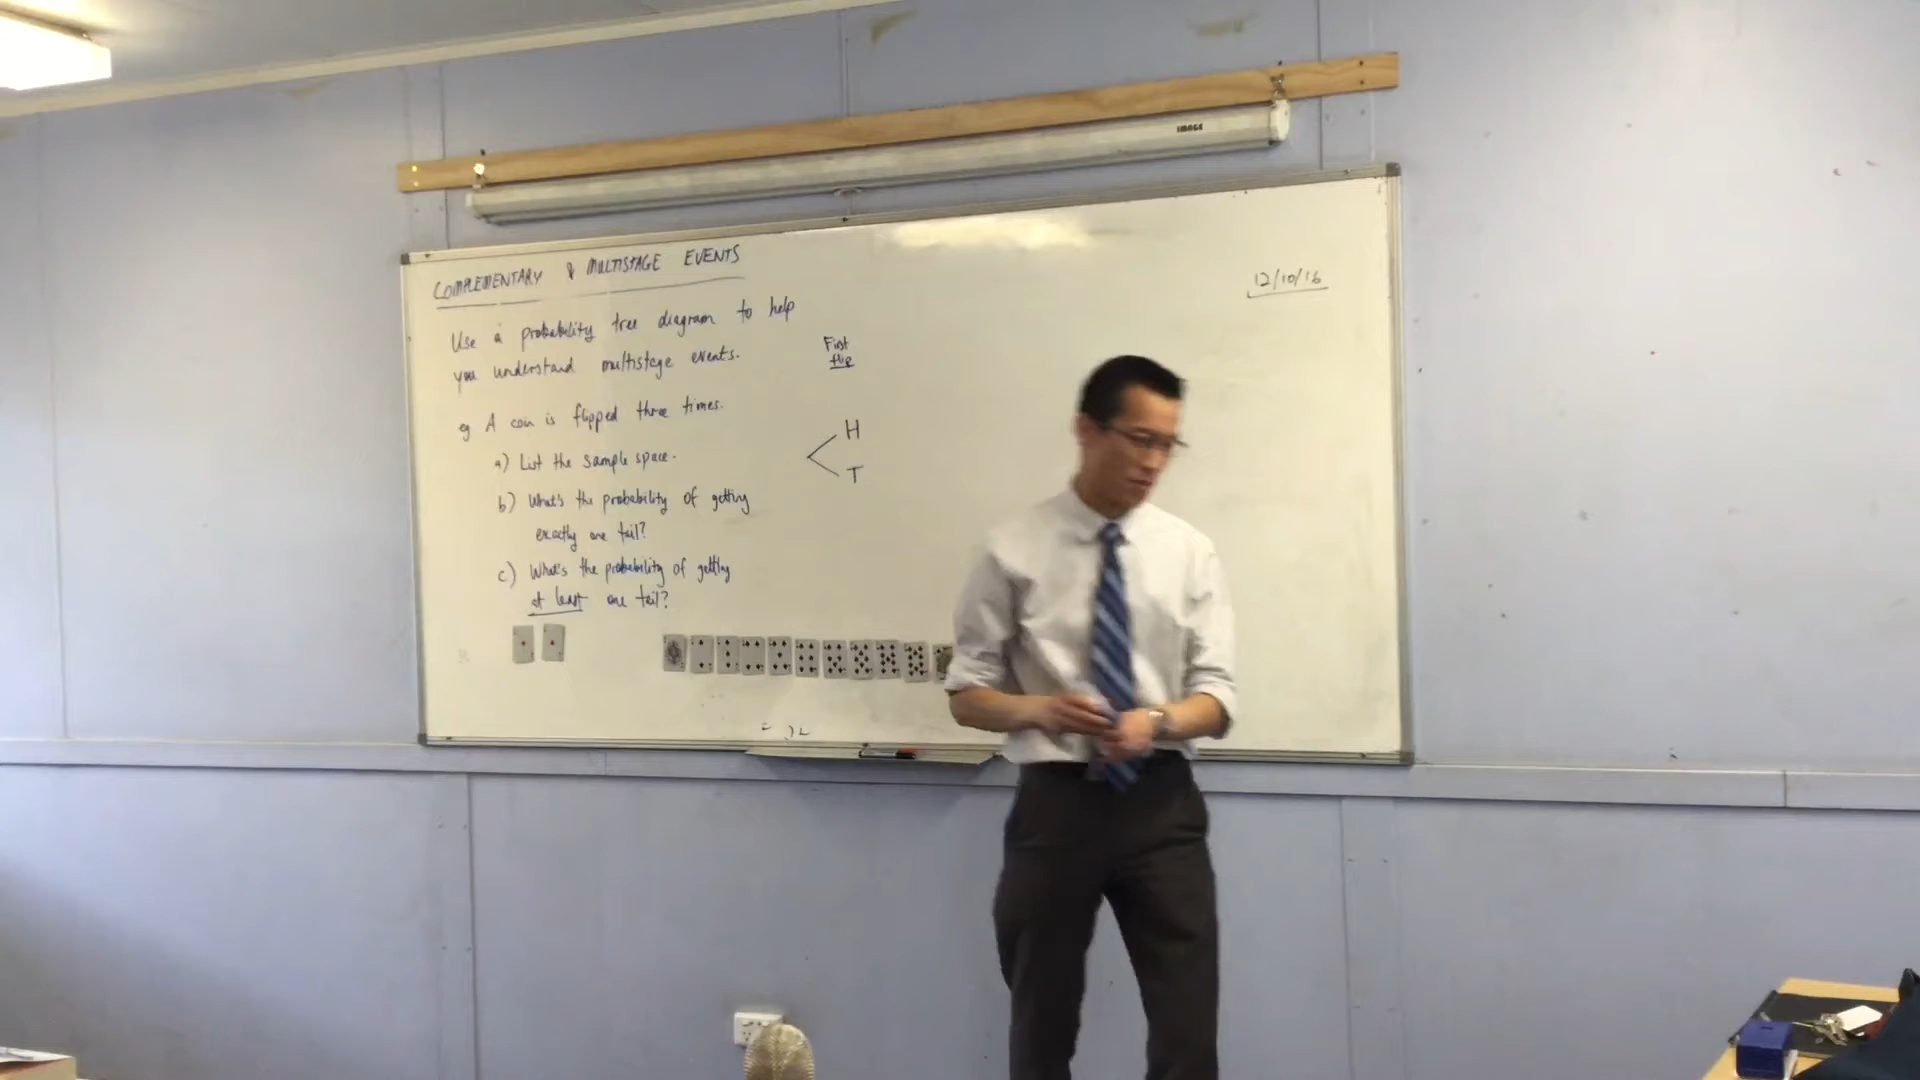 IMAGE
COMPLEMENTARY & MULTISTAGE EVENTS
12/10/16
Use a probability tree diagram to help
you understand multistage events.
eg A coin is flipped three times.
a) List the sample space.
b) What's the probability of getting
exactly one tail?
c) What's the probability of getting
at least one tail?
First
flip
H
T